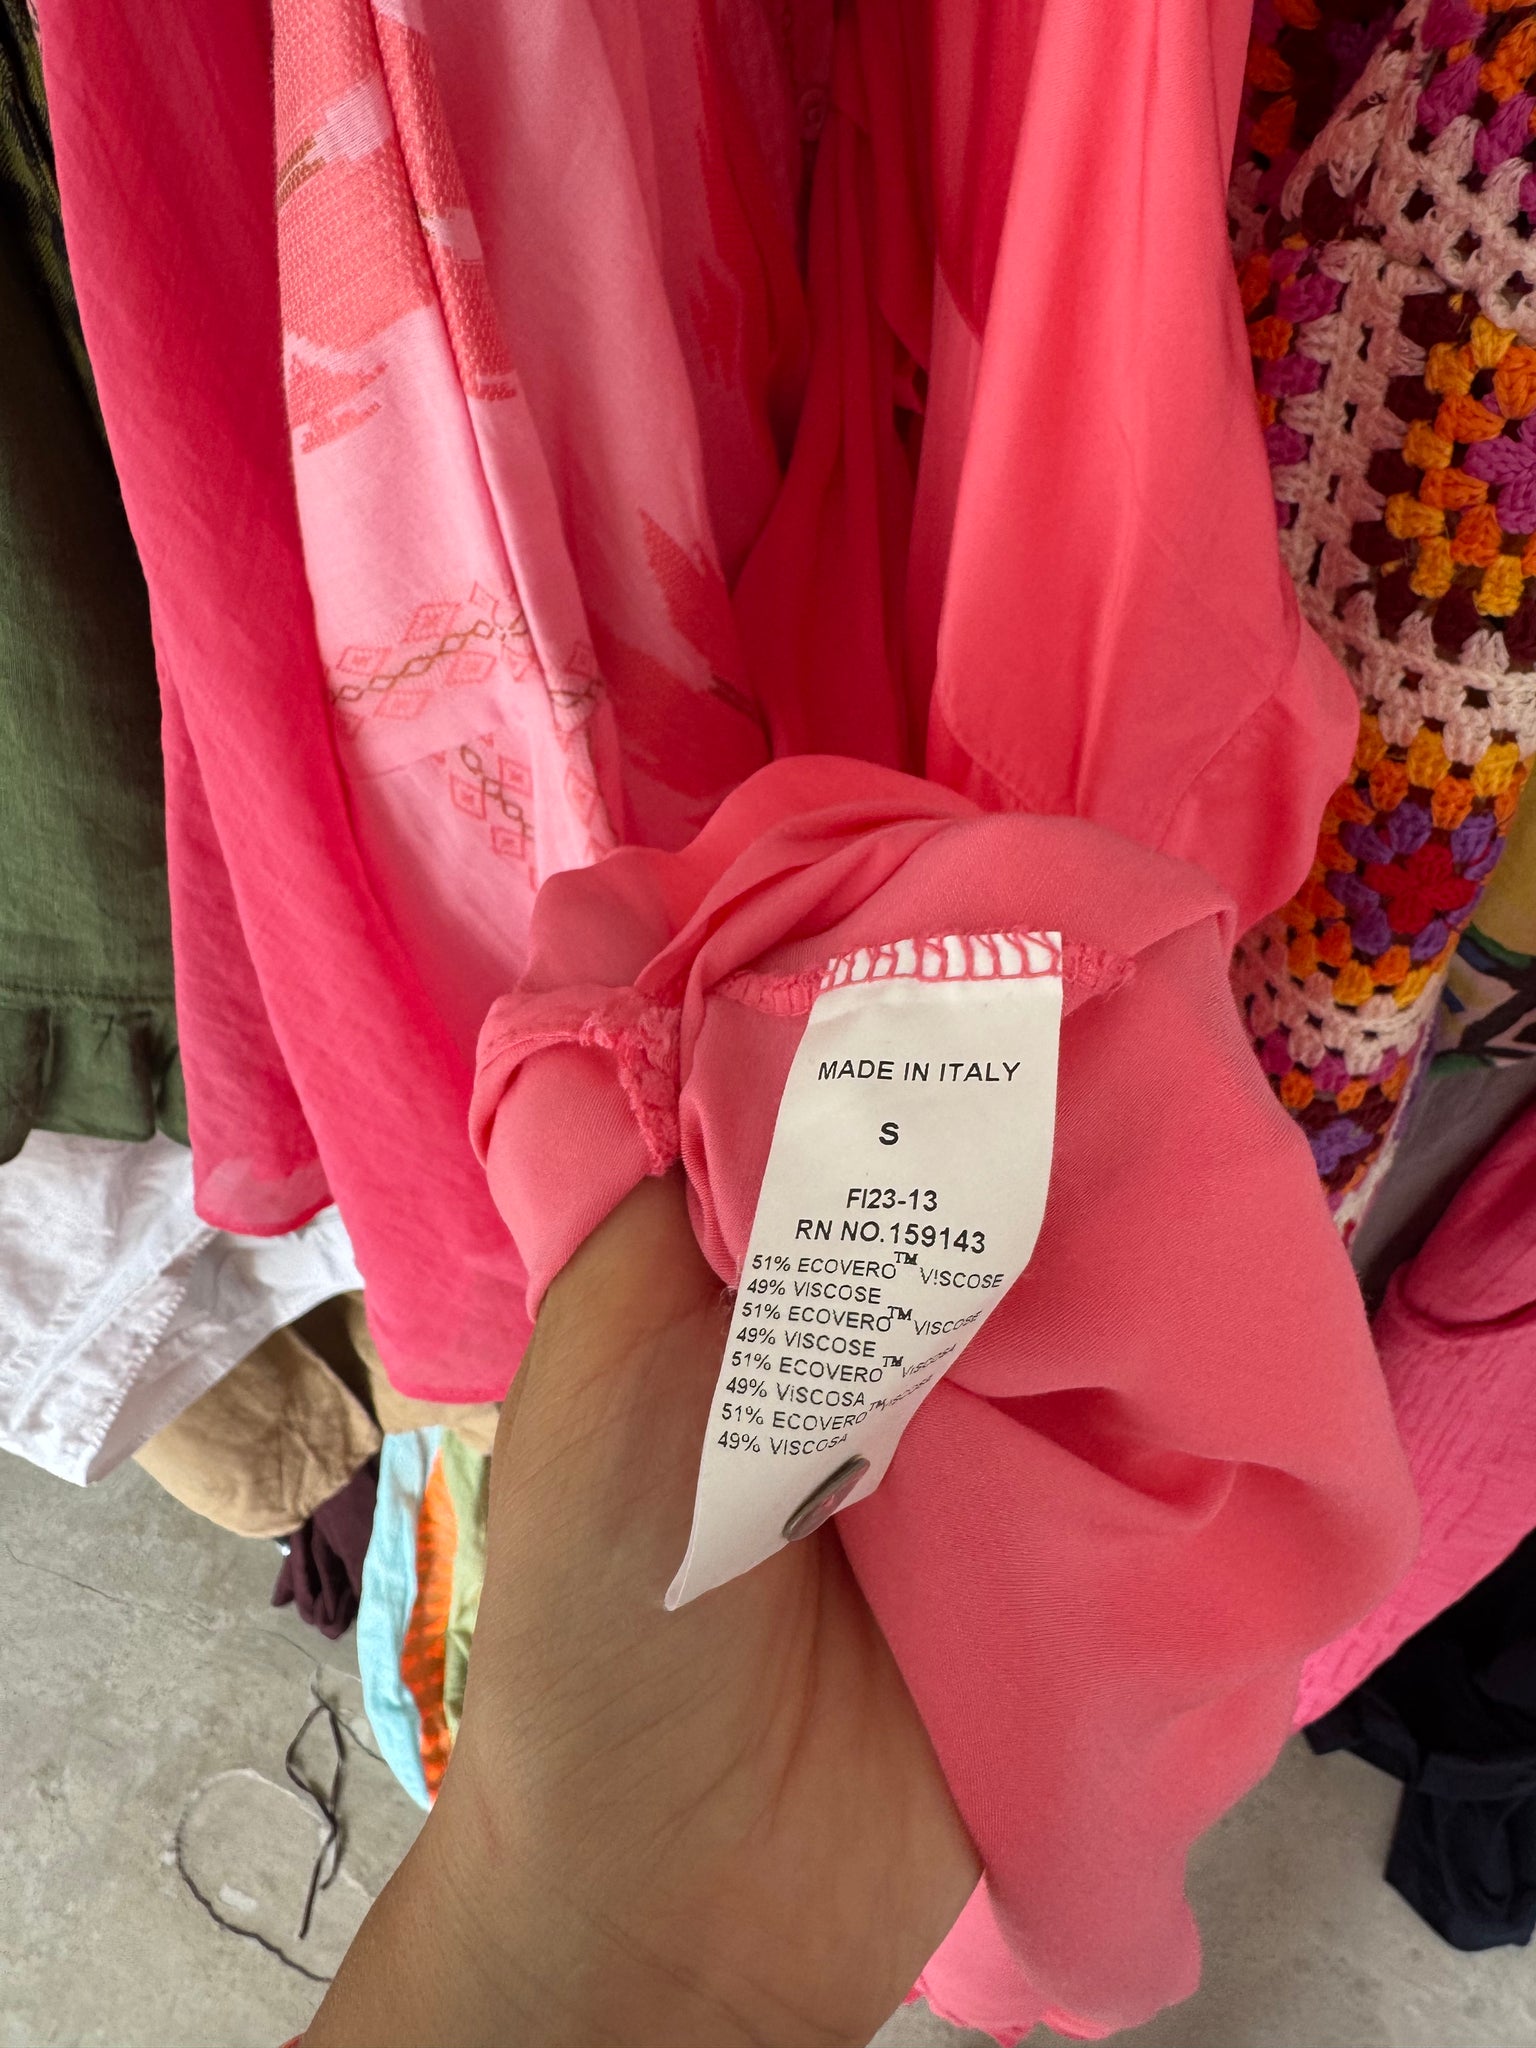 MADE IN ITALY
S
FI23-13
RN NO.159143
51% ECOVERO™ VISCOSE
49% VISCOSE
51% ECOVERO™ VISCOSE
49% VISCOSE
51% ECOVERO™ VISCOSA
49% VISCOSA
51% ECOVERO™ VISCOSA
49% VISCOSA